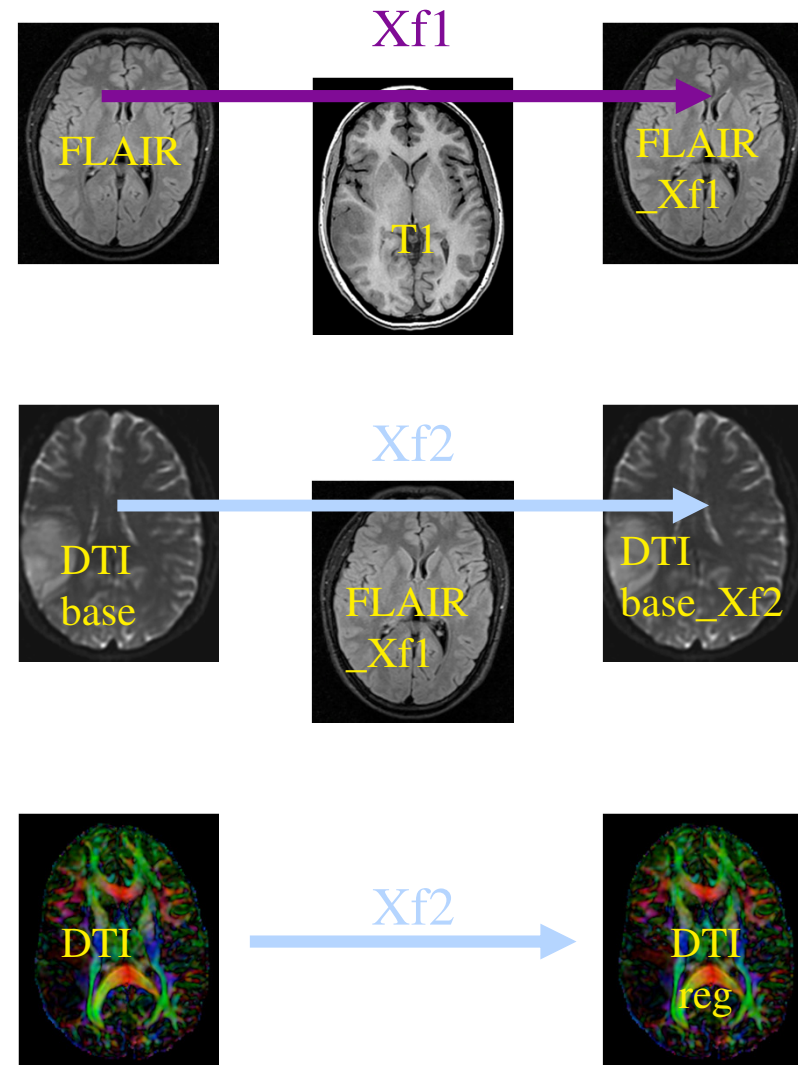 Xf1
FLAIR
T1
FLAIR
_Xf1
Xf2
DTI
base
FLAIR
_Xf1
DTI
base_Xf2
Xf2
DTI
DTI
reg